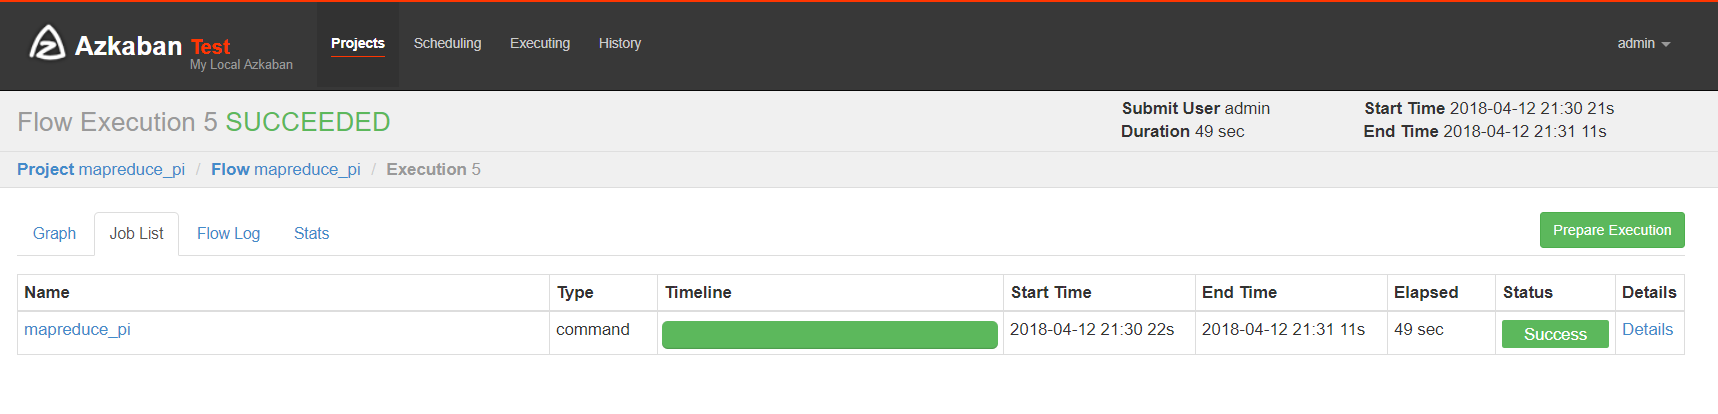 Azkaban Test
My Local Azkaban
Projects Scheduling Executing History admin
Flow Execution 5 SUCCEEDED
Submit User admin Start Time 2018-04-12 21:30 21s
Duration 49 sec End Time 2018-04-12 21:31 11s
Project mapreduce_pi / Flow mapreduce_pi / Execution 5
Graph Job List Flow Log Stats Prepare Execution
Name Type Timeline Start Time End Time Elapsed Status Details
mapreduce_pi command 2018-04-12 21:30 22s 2018-04-12 21:31 11s 49 sec Success Details